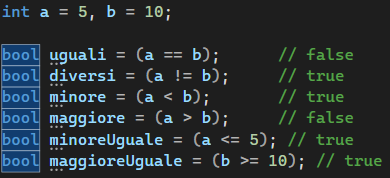 int a = 5, b = 10;
bool uguali = (a == b);      // false
bool diversi = (a != b);     // true
bool minore = (a < b);       // true
bool maggiore = (a > b);     // false
bool minoreUguale = (a <= 5); // true
bool maggioreUguale = (b >= 10); // true